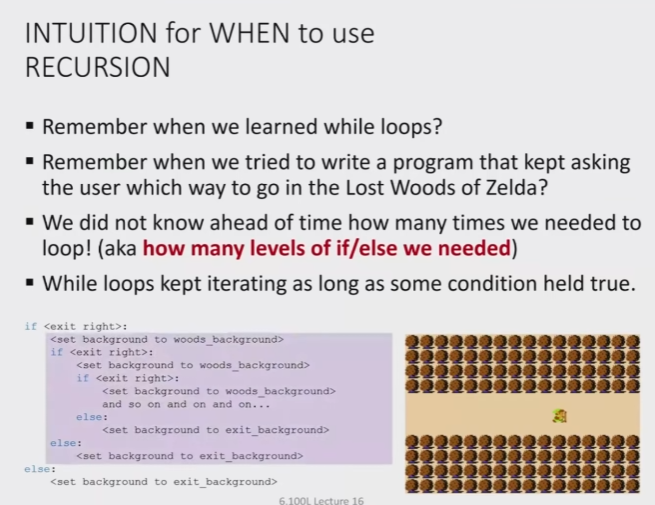 INTUITION for WHEN to use
RECURSION
▪ Remember when we learned while loops?
▪ Remember when we tried to write a program that kept asking
the user which way to go in the Lost Woods of Zelda?
▪ We did not know ahead of time how many times we needed to
loop! (aka how many levels of if/else we needed)
▪ While loops kept iterating as long as some condition held true.
if <exit right>:
<set background to woods_background>
if <exit right>:
<set background to woods_background>
if <exit right>:
<set background to woods_background>
and so on and on and on...
else:
<set background to exit_background>
else:
<set background to exit_background>
else:
<set background to exit_background>
6.100L Lecture 16